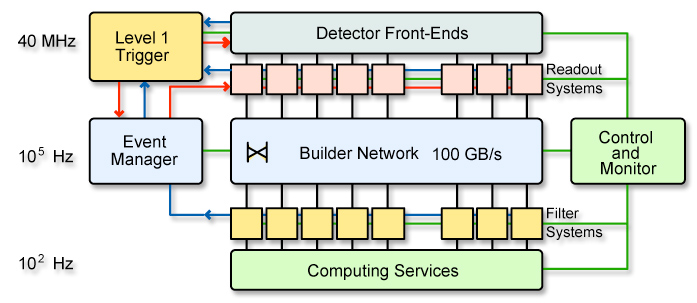 40 MHz
Level 1
Trigger
Detector Front-Ends
Readout
Systems
10⁵ Hz
Event
Manager
Builder Network 100 GB/s
Control
and
Monitor
Filter
Systems
10² Hz
Computing Services